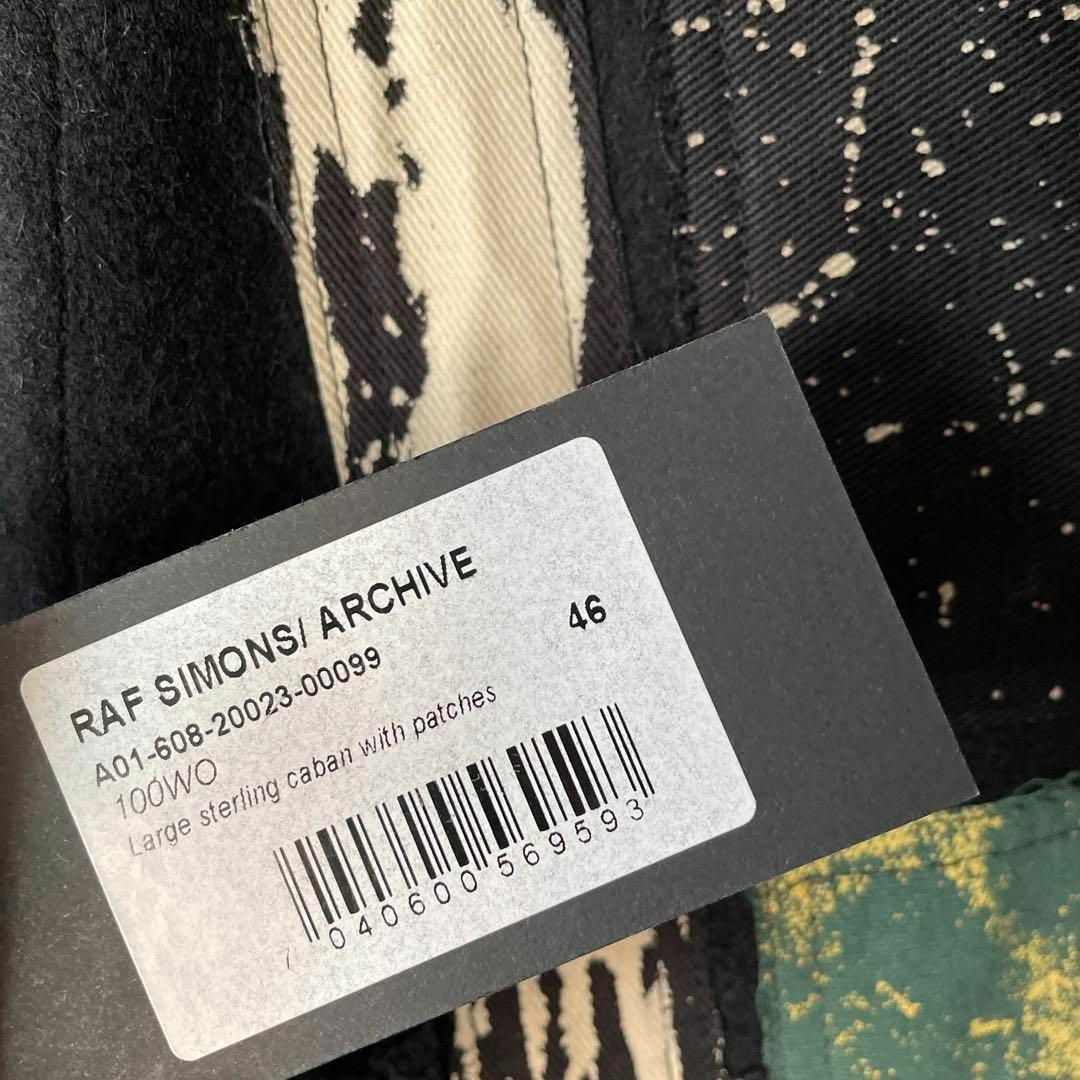 RAF SIMONS/ ARCHIVE
46
A01-608-20023-00099
100WO
Large sterling caban with patches
7 040600 569593